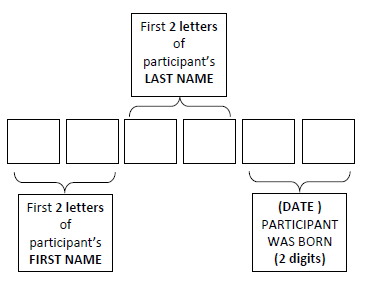 First 2 letters
of
participant's
LAST NAME
First 2 letters
of
participant's
FIRST NAME
(DATE )
PARTICIPANT
WAS BORN
(2 digits)